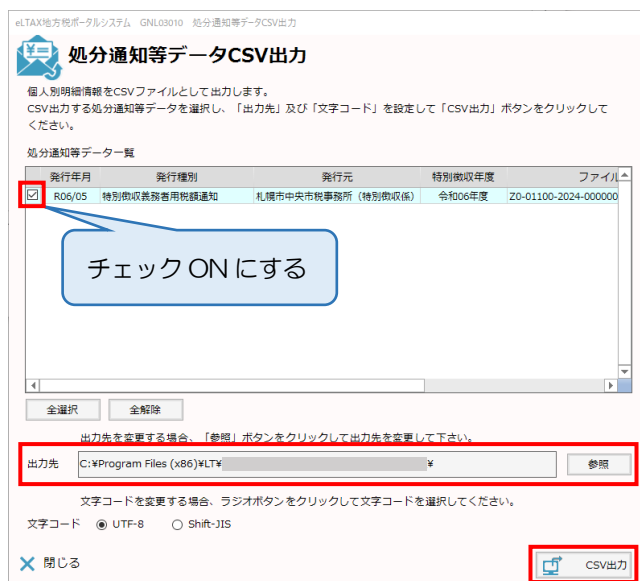 eLTAX地方税ポータルシステム GNL03010 処分通知等データCSV出力
処分通知等データCSV出力
個人別明細情報をCSVファイルとして出力します。
CSV出力する処分通知等データを選択し、「出力先」及び「文字コード」を設定して「CSV出力」ボタンをクリックして
ください。
処分通知等データ一覧
発行年月 発行種別 発行元 特別徴収年度 ファイル
R06/05 特別徴収義務者用税額通知 札幌市中央市税事務所（特別徴収係） 令和06年度 Z0-01100-2024-000000
チェック ON にする
全選択 全解除
出力先を変更する場合、「参照」ボタンをクリックして出力先を変更して下さい。
出力先 C:¥Program Files (x86)¥LT¥ ¥ 参照
文字コードを変更する場合、ラジオボタンをクリックして文字コードを選択してください。
文字コード UTF-8 Shift-JIS
閉じる CSV出力